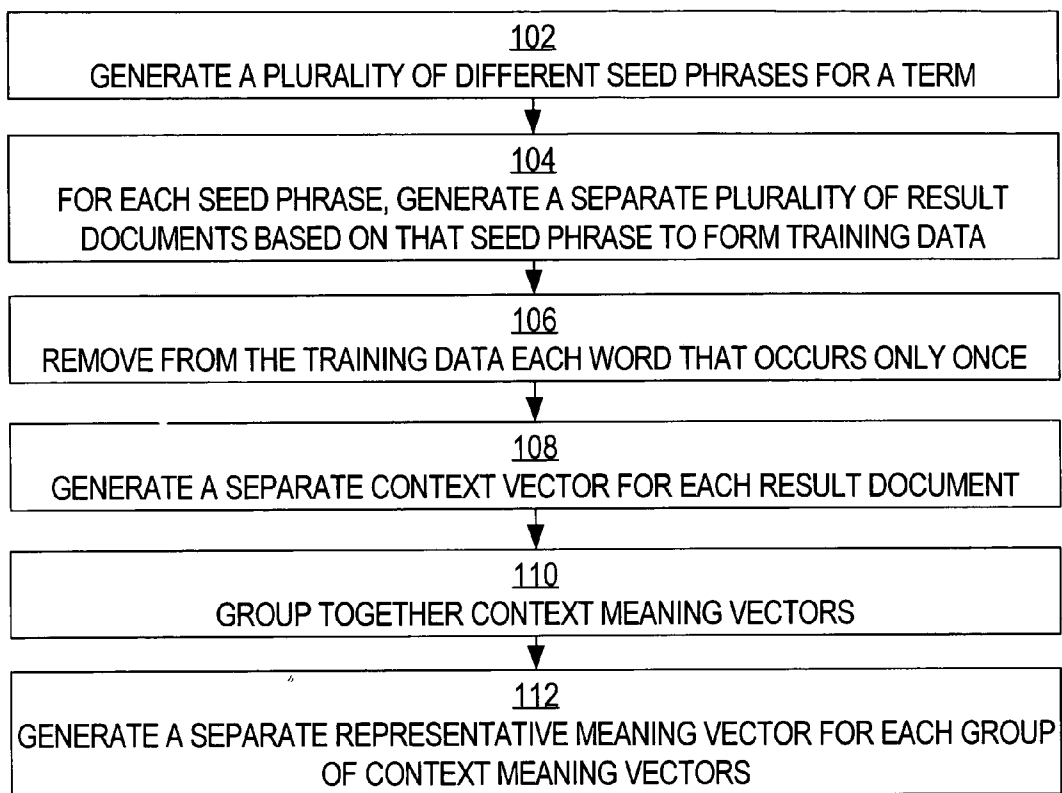 102
GENERATE A PLURALITY OF DIFFERENT SEED PHRASES FOR A TERM
104
FOR EACH SEED PHRASE, GENERATE A SEPARATE PLURALITY OF RESULT
DOCUMENTS BASED ON THAT SEED PHRASE TO FORM TRAINING DATA
106
REMOVE FROM THE TRAINING DATA EACH WORD THAT OCCURS ONLY ONCE
108
GENERATE A SEPARATE CONTEXT VECTOR FOR EACH RESULT DOCUMENT
110
GROUP TOGETHER CONTEXT MEANING VECTORS
112
GENERATE A SEPARATE REPRESENTATIVE MEANING VECTOR FOR EACH GROUP
OF CONTEXT MEANING VECTORS